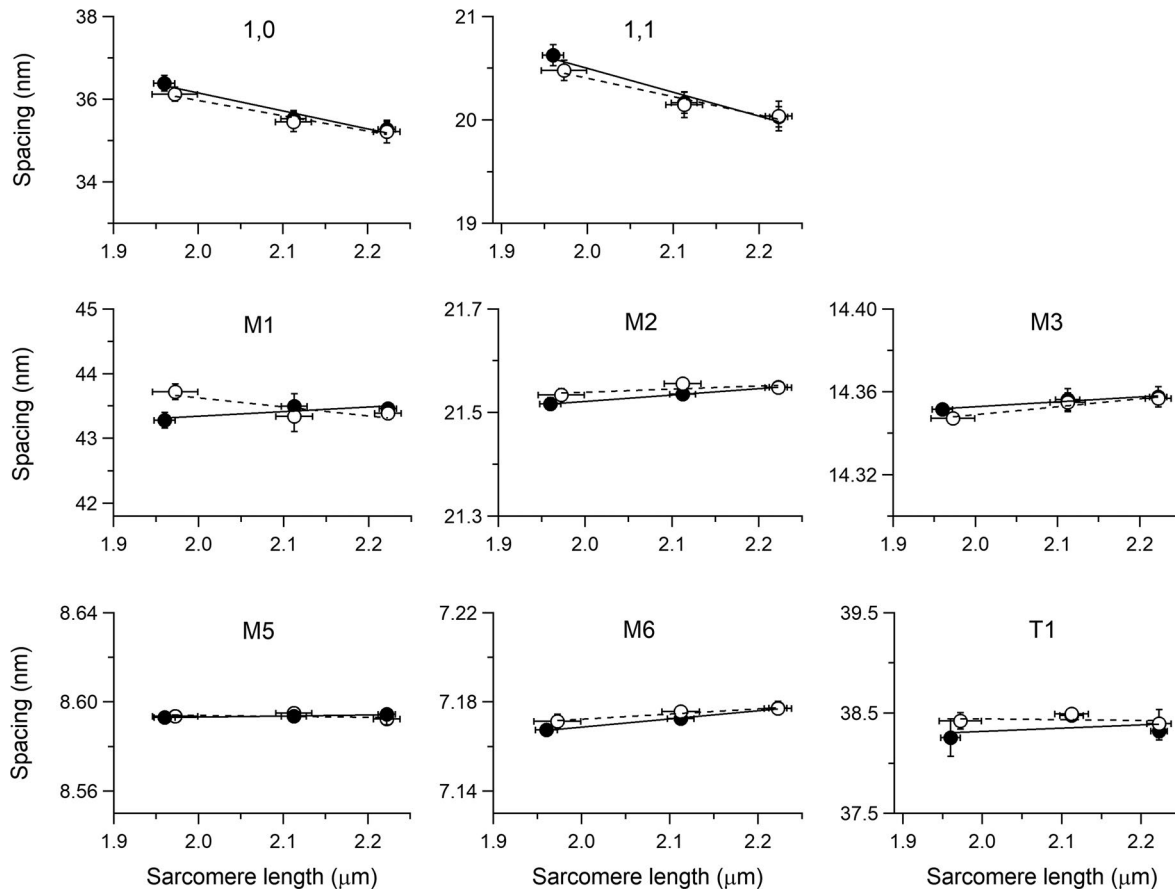 1,0
38
36
34
Spacing (nm)
1.9 2.0 2.1 2.2
1,1
21
20
19
1.9 2.0 2.1 2.2
M1
45
44
43
42
Spacing (nm)
1.9 2.0 2.1 2.2
M2
21.7
21.5
21.3
1.9 2.0 2.1 2.2
M3
14.40
14.36
14.32
1.9 2.0 2.1 2.2
M5
8.64
8.60
8.56
Spacing (nm)
1.9 2.0 2.1 2.2
Sarcomere length (μm)
M6
7.22
7.18
7.14
1.9 2.0 2.1 2.2
Sarcomere length (μm)
T1
39.5
38.5
37.5
1.9 2.0 2.1 2.2
Sarcomere length (μm)